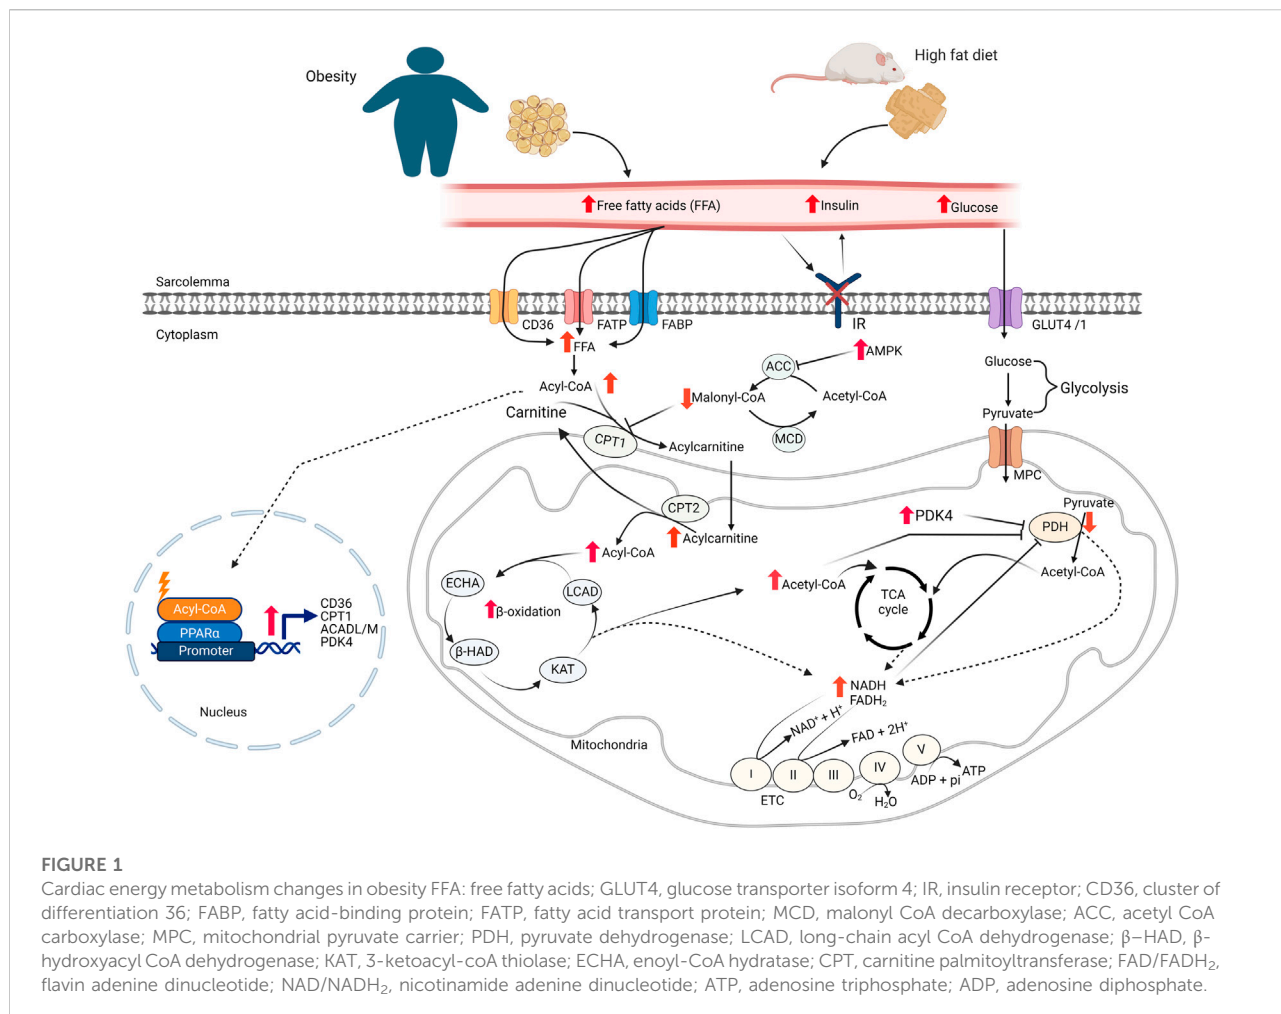 Obesity
High fat diet
Free fatty acids (FFA)
Insulin
Glucose
Sarcolemma
Cytoplasm
CD36
FATP
FABP
IR
GLUT4 /1
FFA
AMPK
ACC
Glucose
Glycolysis
Acyl-CoA
Malonyl-CoA
Acetyl-CoA
Carnitine
Pyruvate
CPT1
Acylcarnitine
MCD
MPC
CPT2
PDK4
Pyruvate
PDH
Acylcarnitine
Acyl-CoA
Acetyl-CoA
Acetyl-CoA
ECHA
LCAD
β-oxidation
TCA
cycle
Acyl-CoA
PPARα
Promoter
CD36
CPT1
ACADL/M
PDK4
β-HAD
KAT
NADH
FADH₂
Nucleus
Mitochondria
NAD⁺ + H⁺
FAD + 2H⁺
I
II
III
IV
V
ETC
O₂
H₂O
ADP + pi
ATP
FIGURE 1
Cardiac energy metabolism changes in obesity FFA: free fatty acids; GLUT4, glucose transporter isoform 4; IR, insulin receptor; CD36, cluster of
differentiation 36; FABP, fatty acid-binding protein; FATP, fatty acid transport protein; MCD, malonyl CoA decarboxylase; ACC, acetyl CoA
carboxylase; MPC, mitochondrial pyruvate carrier; PDH, pyruvate dehydrogenase; LCAD, long-chain acyl CoA dehydrogenase; β–HAD, β-
hydroxyacyl CoA dehydrogenase; KAT, 3-ketoacyl-coA thiolase; ECHA, enoyl-CoA hydratase; CPT, carnitine palmitoyltransferase; FAD/FADH₂,
flavin adenine dinucleotide; NAD/NADH₂, nicotinamide adenine dinucleotide; ATP, adenosine triphosphate; ADP, adenosine diphosphate.